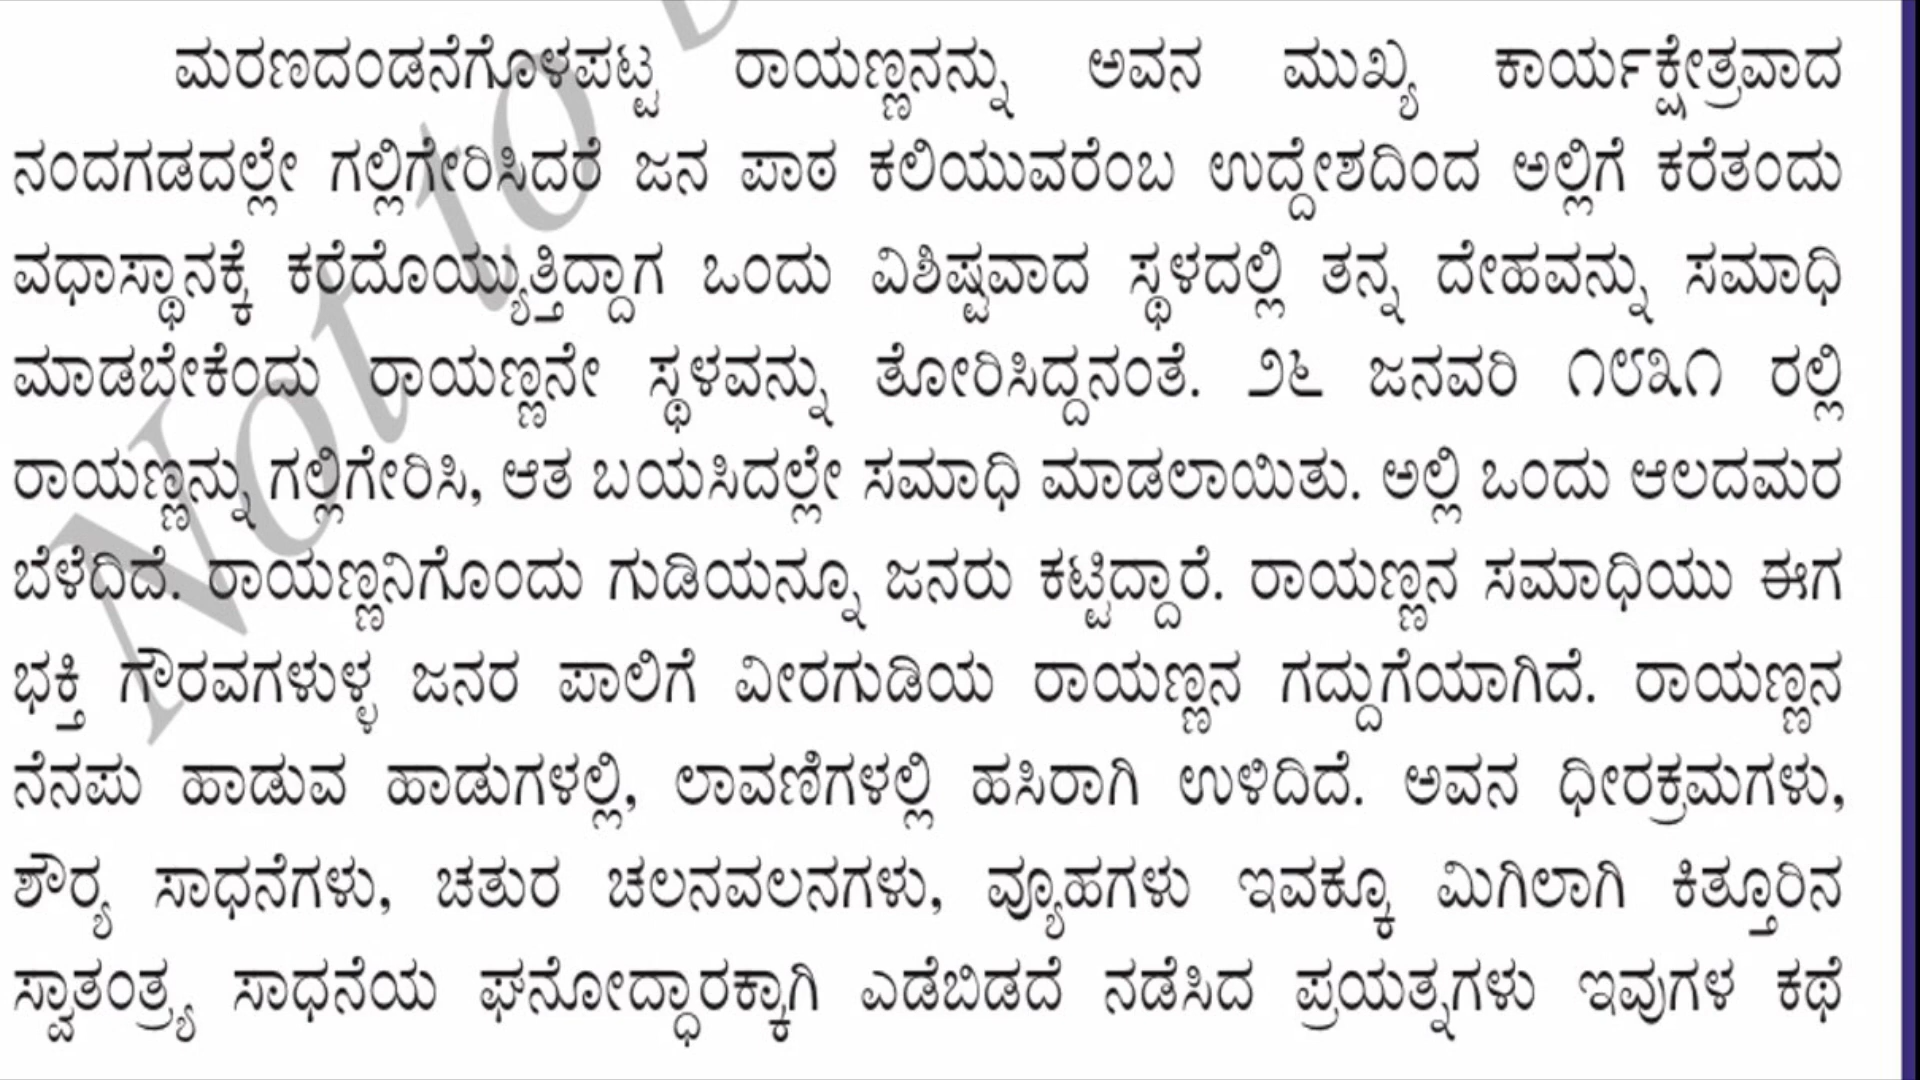 ಮರಣದಂಡನೆಗೊಳಪಟ್ಟ ರಾಯಣ್ಣನನ್ನು ಅವನ ಮುಖ್ಯ ಕಾರ್ಯಕ್ಷೇತ್ರವಾದ
ನಂದಗಡದಲ್ಲೇ ಗಲ್ಲಿಗೇರಿಸಿದರೆ ಜನ ಪಾಠ ಕಲಿಯುವರೆಂಬ ಉದ್ದೇಶದಿಂದ ಅಲ್ಲಿಗೆ ಕರೆತಂದು
ವಧಾಸ್ಥಾನಕ್ಕೆ ಕರೆದೊಯ್ಯುತ್ತಿದ್ದಾಗ ಒಂದು ವಿಶಿಷ್ಟವಾದ ಸ್ಥಳದಲ್ಲಿ ತನ್ನ ದೇಹವನ್ನು ಸಮಾಧಿ
ಮಾಡಬೇಕೆಂದು ರಾಯಣ್ಣನೇ ಸ್ಥಳವನ್ನು ತೋರಿಸಿದ್ದನಂತೆ. ೨೬ ಜನವರಿ ೧೮೩೧ ರಲ್ಲಿ
ರಾಯಣ್ಣನ್ನು ಗಲ್ಲಿಗೇರಿಸಿ, ಆತ ಬಯಸಿದಲ್ಲೇ ಸಮಾಧಿ ಮಾಡಲಾಯಿತು. ಅಲ್ಲಿ ಒಂದು ಆಲದಮರ
ಬೆಳೆದಿದೆ. ರಾಯಣ್ಣನಿಗೊಂದು ಗುಡಿಯನ್ನೂ ಜನರು ಕಟ್ಟಿದ್ದಾರೆ. ರಾಯಣ್ಣನ ಸಮಾಧಿಯು ಈಗ
ಭಕ್ತಿ ಗೌರವಗಳುಳ್ಳ ಜನರ ಪಾಲಿಗೆ ವೀರಗುಡಿಯ ರಾಯಣ್ಣನ ಗದ್ದುಗೆಯಾಗಿದೆ. ರಾಯಣ್ಣನ
ನೆನಪು ಹಾಡುವ ಹಾಡುಗಳಲ್ಲಿ, ಲಾವಣಿಗಳಲ್ಲಿ ಹಸಿರಾಗಿ ಉಳಿದಿದೆ. ಅವನ ಧೀರಕ್ರಮಗಳು,
ಶೌರ‍್ಯ ಸಾಧನೆಗಳು, ಚತುರ ಚಲನವಲನಗಳು, ವ್ಯೂಹಗಳು ಇವಕ್ಕೂ ಮಿಗಿಲಾಗಿ ಕಿತ್ತೂರಿನ
ಸ್ವಾತಂತ್ರ್ಯ ಸಾಧನೆಯ ಘನೋದ್ಧಾರಕ್ಕಾಗಿ ಎಡೆಬಿಡದೆ ನಡೆಸಿದ ಪ್ರಯತ್ನಗಳು ಇವುಗಳ ಕಥೆ
Not to